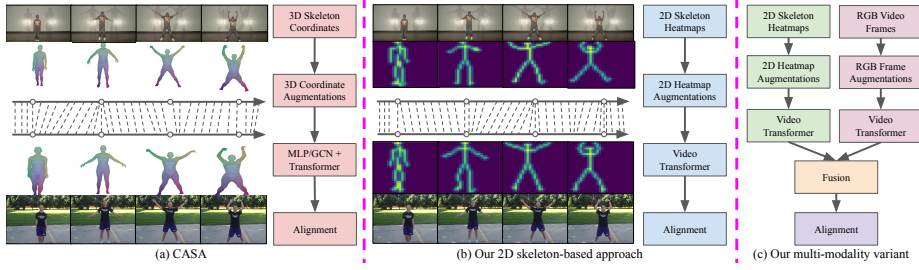 3D Skeleton
Coordinates
3D Coordinate
Augmentations
MLP/GCN +
Transformer
Alignment
(a) CASA
2D Skeleton
Heatmaps
2D Heatmap
Augmentations
Video
Transformer
Alignment
(b) Our 2D skeleton-based approach
2D Skeleton
Heatmaps
RGB Video
Frames
2D Heatmap
Augmentations
RGB Frame
Augmentations
Video
Transformer
Video
Transformer
Fusion
Alignment
(c) Our multi-modality variant